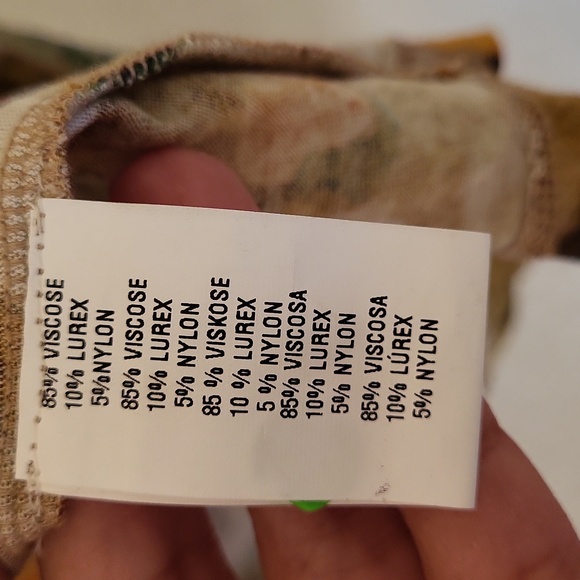 85% VISCOSE
10% LUREX
5%NYLON
85% VISCOSE
10% LUREX
5% NYLON
85 % VISKOSE
10 % LUREX
5 % NYLON
85% VISCOSA
10% LUREX
5% NYLON
85% VISCOSA
10% LÚREX
5% NYLON